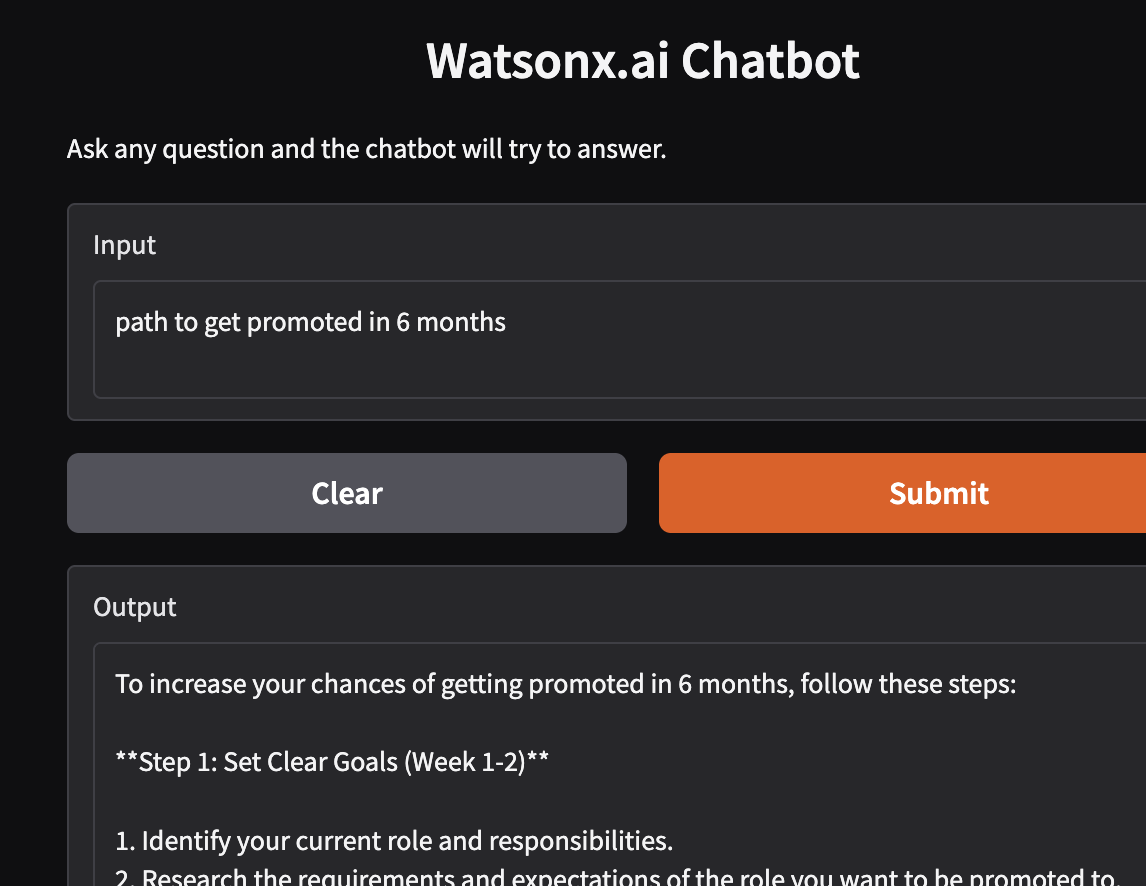 Watsonx.ai Chatbot
Ask any question and the chatbot will try to answer.
Input
path to get promoted in 6 months
Clear
Submit
Output
To increase your chances of getting promoted in 6 months, follow these steps:
**Step 1: Set Clear Goals (Week 1-2)**
1. Identify your current role and responsibilities.
2. Research the requirements and expectations of the role you want to be promoted to.